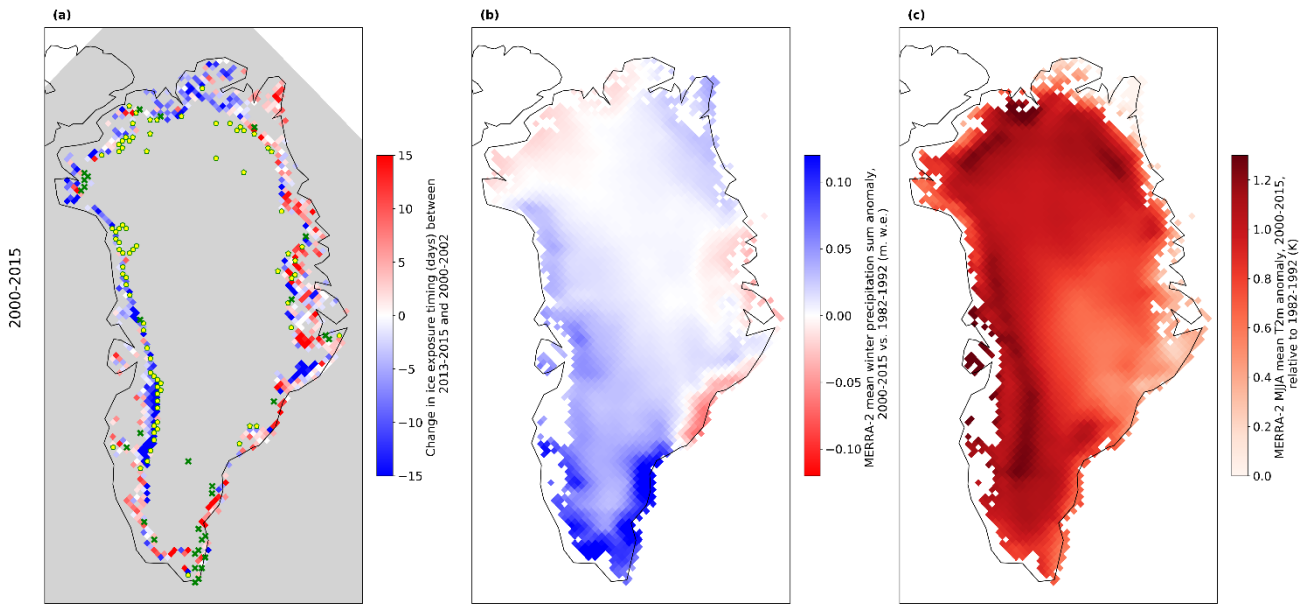 (a)
(b)
(c)
2000-2015
15
10
5
0
−5
−10
−15
Change in ice exposure timing (days) between
2013-2015 and 2000-2002
0.10
0.05
0.00
−0.05
−0.10
MERRA-2 mean winter precipitation sum anomaly,
2000-2015 vs. 1982-1992 (m. w.e.)
1.2
1.0
0.8
0.6
0.4
0.2
0.0
MERRA-2 MJJA mean T2m anomaly, 2000-2015,
relative to 1982-1992 (K)